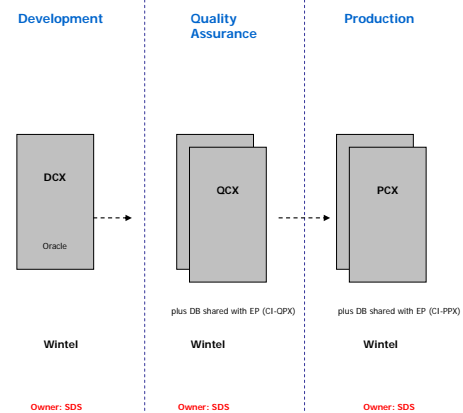 Development
Quality
Assurance
Production
DCX
QCX
PCX
Oracle
plus DB shared with EP (CI-QPX)
plus DB shared with EP (CI-PPX)
Wintel
Wintel
Wintel
Owner: SDS
Owner: SDS
Owner: SDS